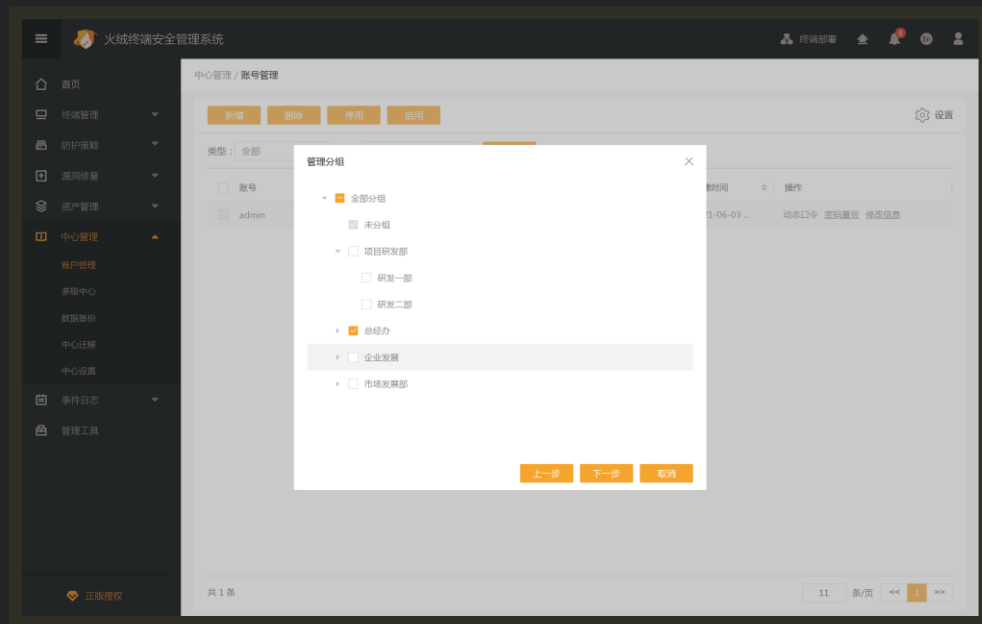 火绒终端安全管理系统
终端部署
8
En
首页
终端管理
防护策略
漏洞修复
资产管理
中心管理
账户管理
多级中心
数据备份
中心迁移
中心设置
事件日志
管理工具
正版授权
中心管理 / 账号管理
新增 删除 停用 启用
设置
类型： 全部
账号
建时间 操作
admin
21-06-03 ... 动态口令 密码重置 修改信息
管理分组
全部分组
未分组
项目研发部
研发一部
研发二部
总经办
企业发展
市场发展部
上一步 下一步 取消
共 1 条
11 条/页 << 1 >>